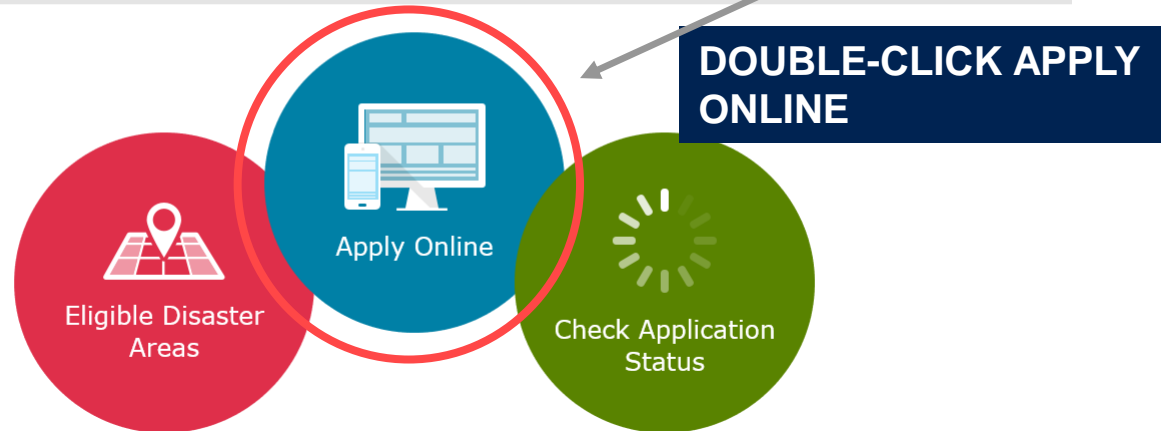 DOUBLE-CLICK APPLY
ONLINE
Apply Online
Eligible Disaster
Areas
Check Application
Status